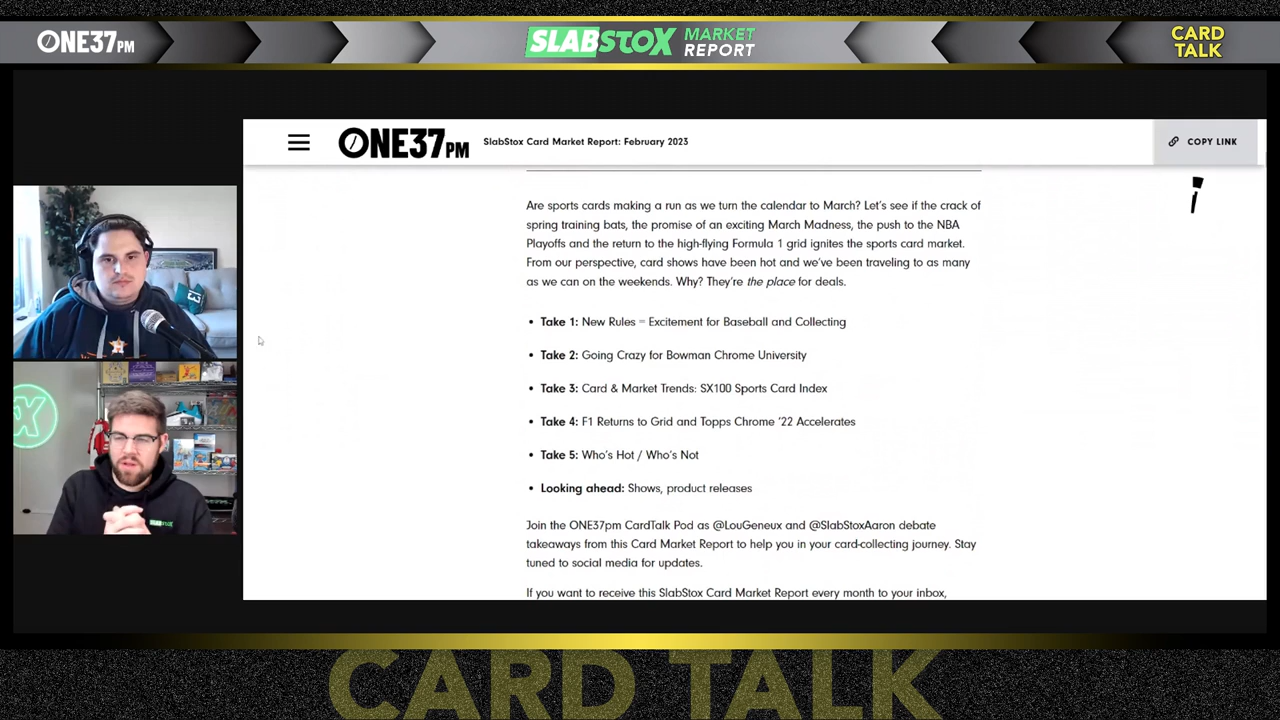 ONE37PM
SLABSTOX MARKET REPORT
CARD TALK
ONE37PM
SlabStox Card Market Report: February 2023
COPY LINK
Are sports cards making a run as we turn the calendar to March? Let's see if the crack of
spring training bats, the promise of an exciting March Madness, the push to the NBA
Playoffs and the return to the high-flying Formula 1 grid ignites the sports card market.
From our perspective, card shows have been hot and we've been traveling to as many
as we can on the weekends. Why? They're the place for deals.
• Take 1: New Rules = Excitement for Baseball and Collecting
• Take 2: Going Crazy for Bowman Chrome University
• Take 3: Card & Market Trends: SX100 Sports Card Index
• Take 4: F1 Returns to Grid and Topps Chrome '22 Accelerates
• Take 5: Who's Hot / Who's Not
• Looking ahead: Shows, product releases
Join the ONE37pm CardTalk Pod as @LouGeneux and @SlabStoxAaron debate
takeaways from this Card Market Report to help you in your card-collecting journey. Stay
tuned to social media for updates.
If you want to receive this SlabStox Card Market Report every month to your inbox,
CARD TALK